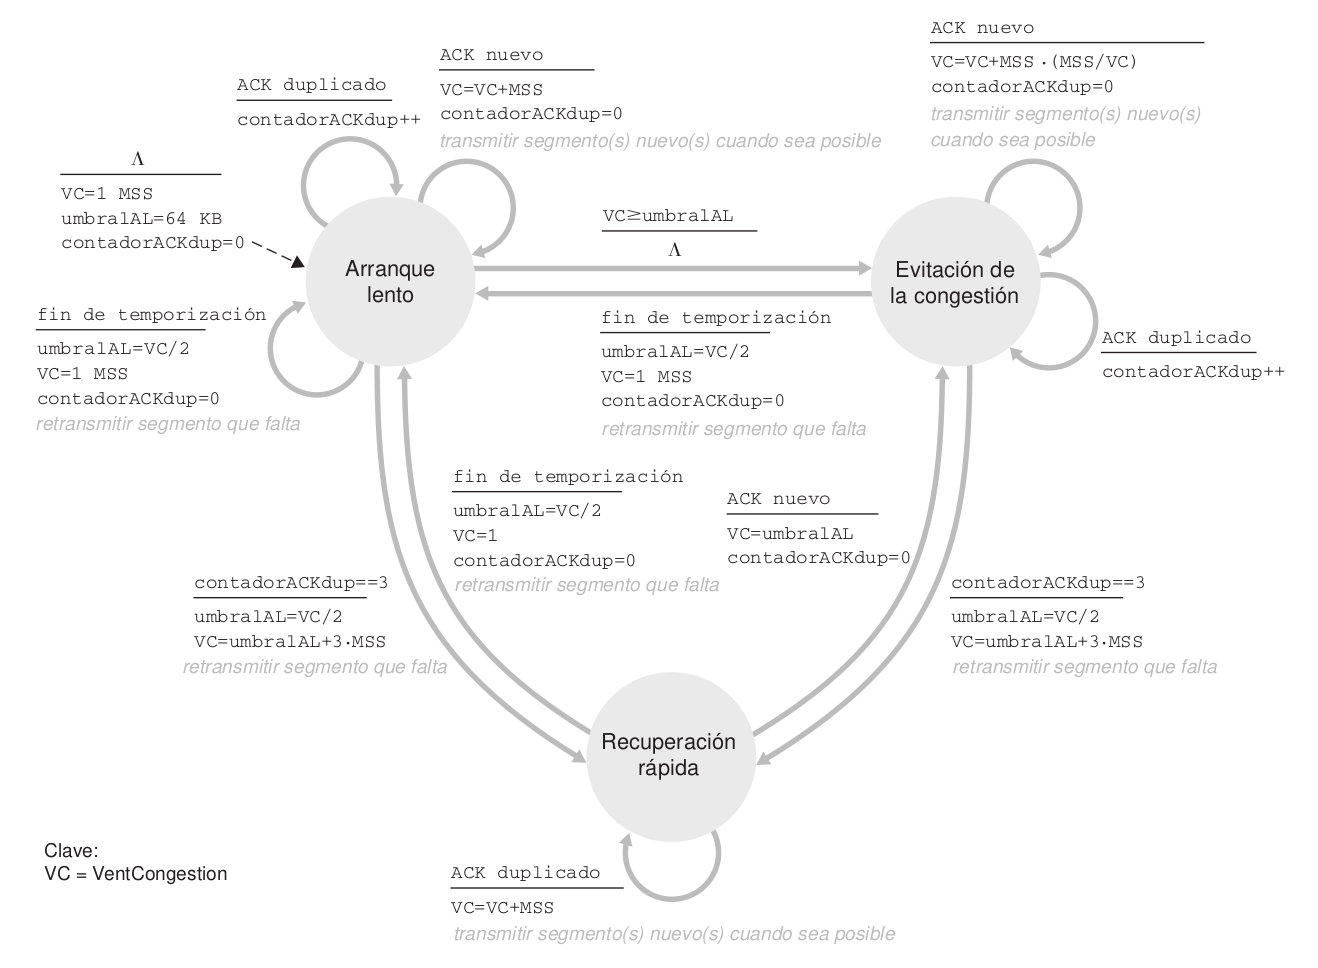 ACK nuevo
VC=VC+MSS ·(MSS/VC)
contadorACKdup=0
transmitir segmento(s) nuevo(s)
cuando sea posible
ACK nuevo
VC=VC+MSS
contadorACKdup=0
transmitir segmento(s) nuevo(s) cuando sea posible
ACK duplicado
contadorACKdup++
Λ
VC=1 MSS
umbralAL=64 KB
contadorACKdup=0
VC≥umbralAL
Λ
Arranque
lento
Evitación de
la congestión
fin de temporización
umbralAL=VC/2
VC=1 MSS
contadorACKdup=0
retransmitir segmento que falta
fin de temporización
umbralAL=VC/2
VC=1 MSS
contadorACKdup=0
retransmitir segmento que falta
ACK duplicado
contadorACKdup++
fin de temporización
umbralAL=VC/2
VC=1
contadorACKdup=0
retransmitir segmento que falta
ACK nuevo
VC=umbralAL
contadorACKdup=0
contadorACKdup==3
umbralAL=VC/2
VC=umbralAL+3·MSS
retransmitir segmento que falta
contadorACKdup==3
umbralAL=VC/2
VC=umbralAL+3·MSS
retransmitir segmento que falta
Recuperación
rápida
Clave:
VC = VentCongestion
ACK duplicado
VC=VC+MSS
transmitir segmento(s) nuevo(s) cuando sea posible